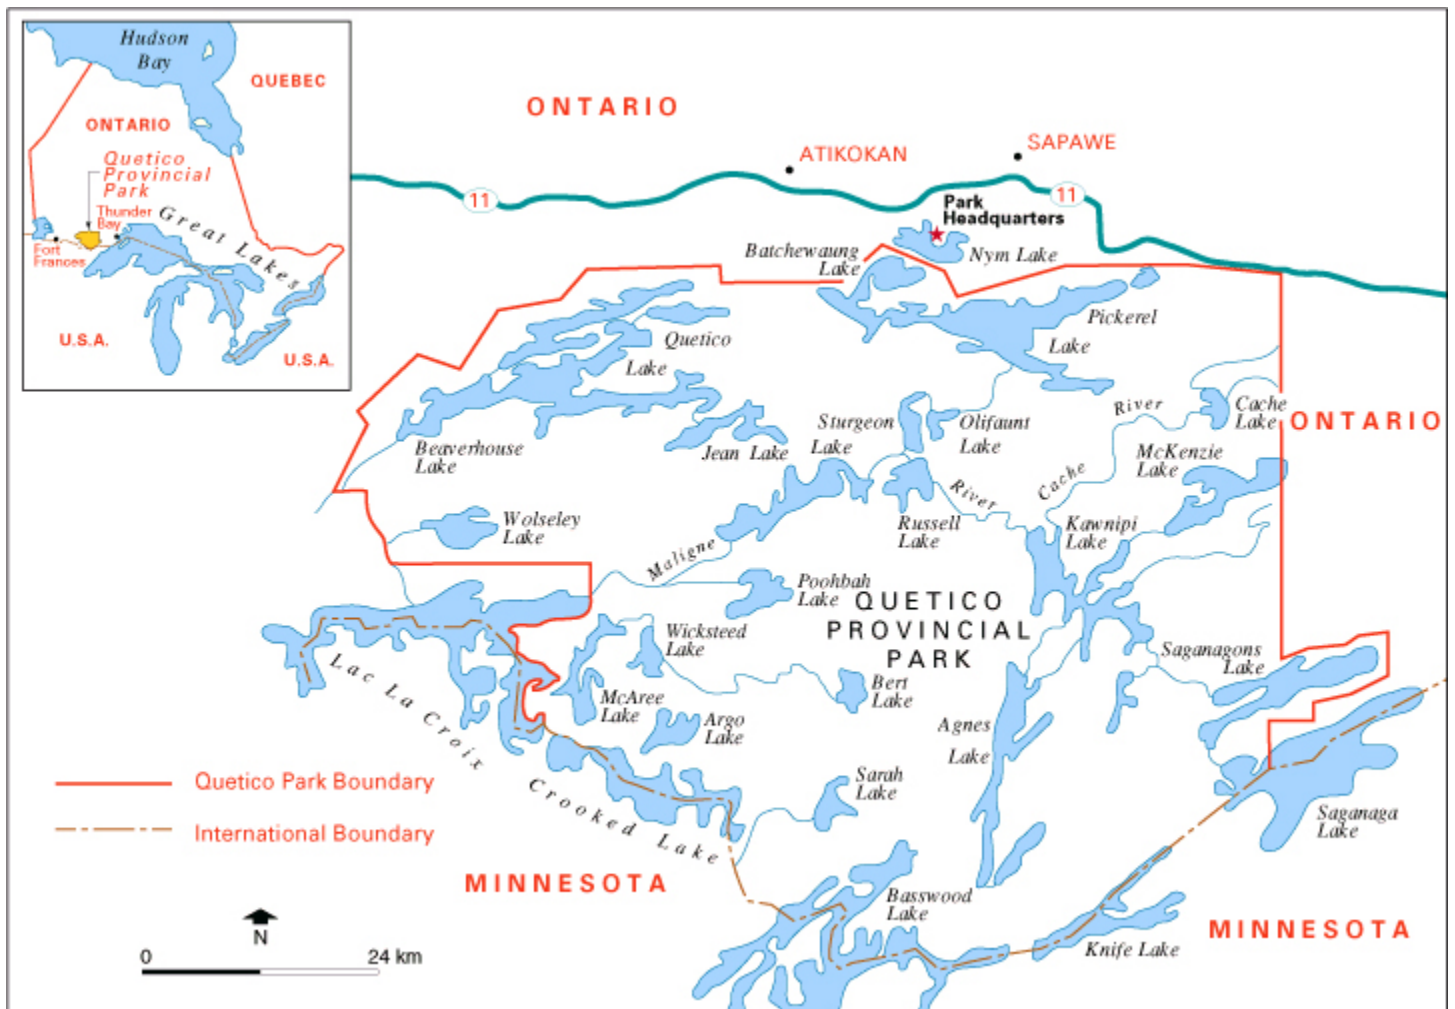 Hudson
Bay
QUEBEC
ONTARIO
Quetico
Provincial
Park
Thunder
Bay
Great Lakes
Fort
Frances
U.S.A.
U.S.A.
ONTARIO
ATIKOKAN
SAPAWE
11
11
Park
Headquarters
Nym Lake
Batchewaung
Lake
Pickerel
Lake
Quetico
Lake
Beaverhouse
Lake
Jean Lake
Sturgeon
Lake
Olifaunt
Lake
River
Cache
Cache
Lake
ONTARIO
McKenzie
Lake
River
Russell
Lake
Kawnipi
Lake
Wolseley
Lake
Maligne
Poohbah
Lake
QUETICO
PROVINCIAL
PARK
Wicksteed
Lake
Saganagons
Lake
Lac La Croix
McAree
Lake
Argo
Lake
Bert
Lake
Agnes
Lake
Quetico Park Boundary
International Boundary
Crooked Lake
Sarah
Lake
Saganaga
Lake
MINNESOTA
Basswood
Lake
Knife Lake
MINNESOTA
N
0
24 km